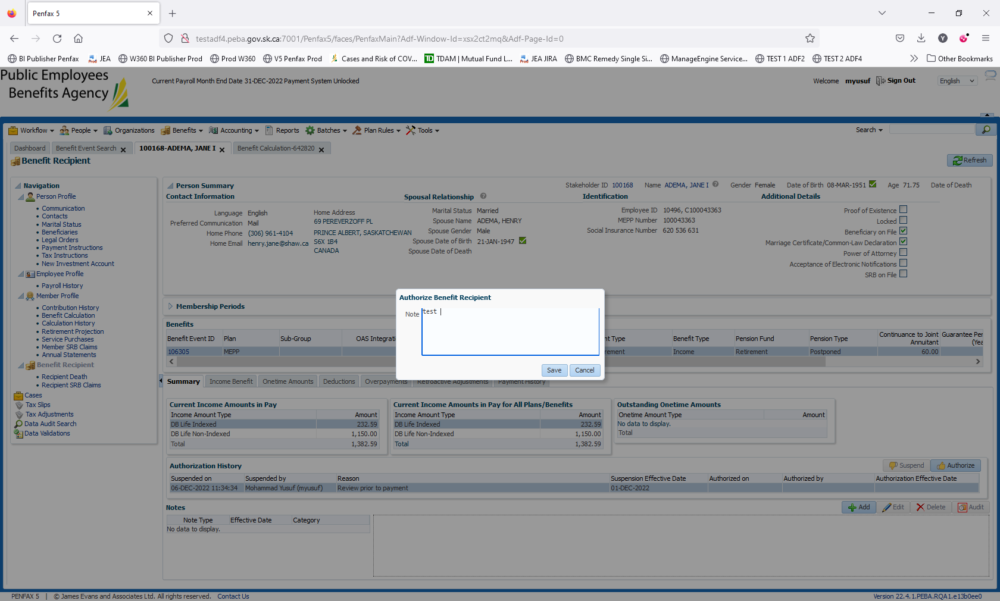 Penfax 5
testadf4.peba.gov.sk.ca:7001/Penfax5/faces/PenfaxMain?Adf-Window-Id=xsx2ct2mq&Adf-Page-Id=0
BI Publisher Penfax JEA W360 BI Publisher Prod Prod W360 V5 Penfax Prod Cases and Risk of COV... TDAM | Mutual Fund L... JEA JIRA BMC Remedy Single Si... ManageEngine Service... TEST 1 ADF2 TEST 2 ADF4 Other Bookmarks
Public Employees
Benefits Agency
Current Payroll Month End Date 31-DEC-2022 Payment System Unlocked
Welcome myusuf Sign Out English
Workflow People Organizations Benefits Accounting Reports Batches Plan Rules Tools Search
Dashboard Benefit Event Search 100168-ADEMA, JANE I Benefit Calculation-642820
Benefit Recipient
Refresh
Navigation
Person Profile
Communication
Contacts
Marital Status
Beneficiaries
Legal Orders
Payment Instructions
Tax Instructions
New Investment Account
Employee Profile
Payroll History
Member Profile
Contribution History
Benefit Calculation
Calculation History
Retirement Projection
Service Purchases
Member SRB Claims
Annual Statements
Benefit Recipient
Recipient Death
Recipient SRB Claims
Cases
Tax Slips
Tax Adjustments
Data Audit Search
Data Validations
Person Summary
Stakeholder ID 100168 Name ADEMA, JANE I Gender Female Date of Birth 08-MAR-1951 Age 71.75 Date of Death
Contact Information
Language English
Preferred Communication Mail
Home Phone (306) 961-4104
Home Email henry.jane@shaw.ca
Home Address
69 PEREVERZOFF PL
PRINCE ALBERT, SASKATCHEWAN
S6X 1B4
CANADA
Spousal Relationship
Marital Status Married
Spouse Name ADEMA, HENRY
Spouse Gender Male
Spouse Date of Birth 21-JAN-1947
Spouse Date of Death
Identification
Employee ID 10496, C100043363
MEPP Number 100043363
Social Insurance Number 620 536 631
Additional Details
Proof of Existence
Locked
Beneficiary on File
Marriage Certificate/Common-Law Declaration
Power of Attorney
Acceptance of Electronic Notifications
SRB on File
Membership Periods
Benefits
Benefit Event ID Plan Sub-Group OAS Integrati nt Type Benefit Type Pension Fund Pension Type Continuance to Joint Annuitant Guarantee Per (Yea
106305 MEPP rement Income Retirement Postponed 60.00
Authorize Benefit Recipient
Note test
Save Cancel
Summary Income Benefit Onetime Amounts Deductions Overpayments Retroactive Adjustments Payment History
Current Income Amounts in Pay
Income Amount Type Amount
DB Life Indexed 232.59
DB Life Non-Indexed 1,150.00
Total 1,382.59
Current Income Amounts in Pay for All Plans/Benefits
Income Amount Type Amount
DB Life Indexed 232.59
DB Life Non-Indexed 1,150.00
Total 1,382.59
Outstanding Onetime Amounts
Onetime Amount Type Amount
No data to display.
Total
Authorization History
Suspend Authorize
Suspended on Suspended by Reason Suspension Effective Date Authorized on Authorized by Authorization Effective Date
06-DEC-2022 11:34:34 Mohammad Yusuf (myusuf) Review prior to payment 01-DEC-2022
Notes
Add Edit Delete Audit
Note Type Effective Date Category
No data to display.
PENFAX 5 | © James Evans and Associates Ltd. All rights reserved. Contact Us
Version 22.4.1.PEBA.RQA1.e13b0ee0